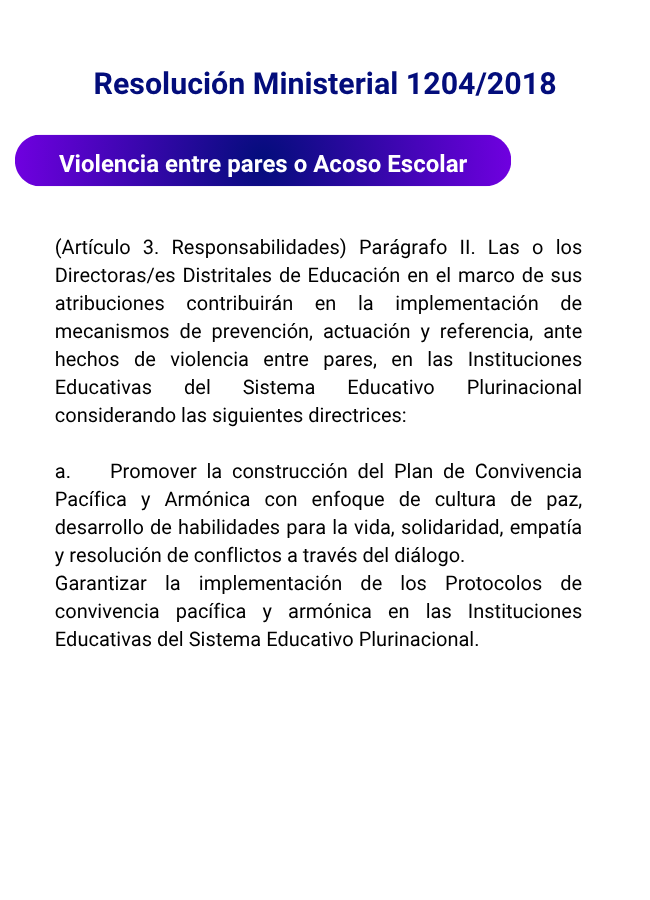 Resolución Ministerial 1204/2018
Violencia entre pares o Acoso Escolar
(Artículo 3. Responsabilidades) Parágrafo II. Las o los
Directoras/es Distritales de Educación en el marco de sus
atribuciones contribuirán en la implementación de
mecanismos de prevención, actuación y referencia, ante
hechos de violencia entre pares, en las Instituciones
Educativas del Sistema Educativo Plurinacional
considerando las siguientes directrices:
a. Promover la construcción del Plan de Convivencia
Pacífica y Armónica con enfoque de cultura de paz,
desarrollo de habilidades para la vida, solidaridad, empatía
y resolución de conflictos a través del diálogo.
Garantizar la implementación de los Protocolos de
convivencia pacífica y armónica en las Instituciones
Educativas del Sistema Educativo Plurinacional.